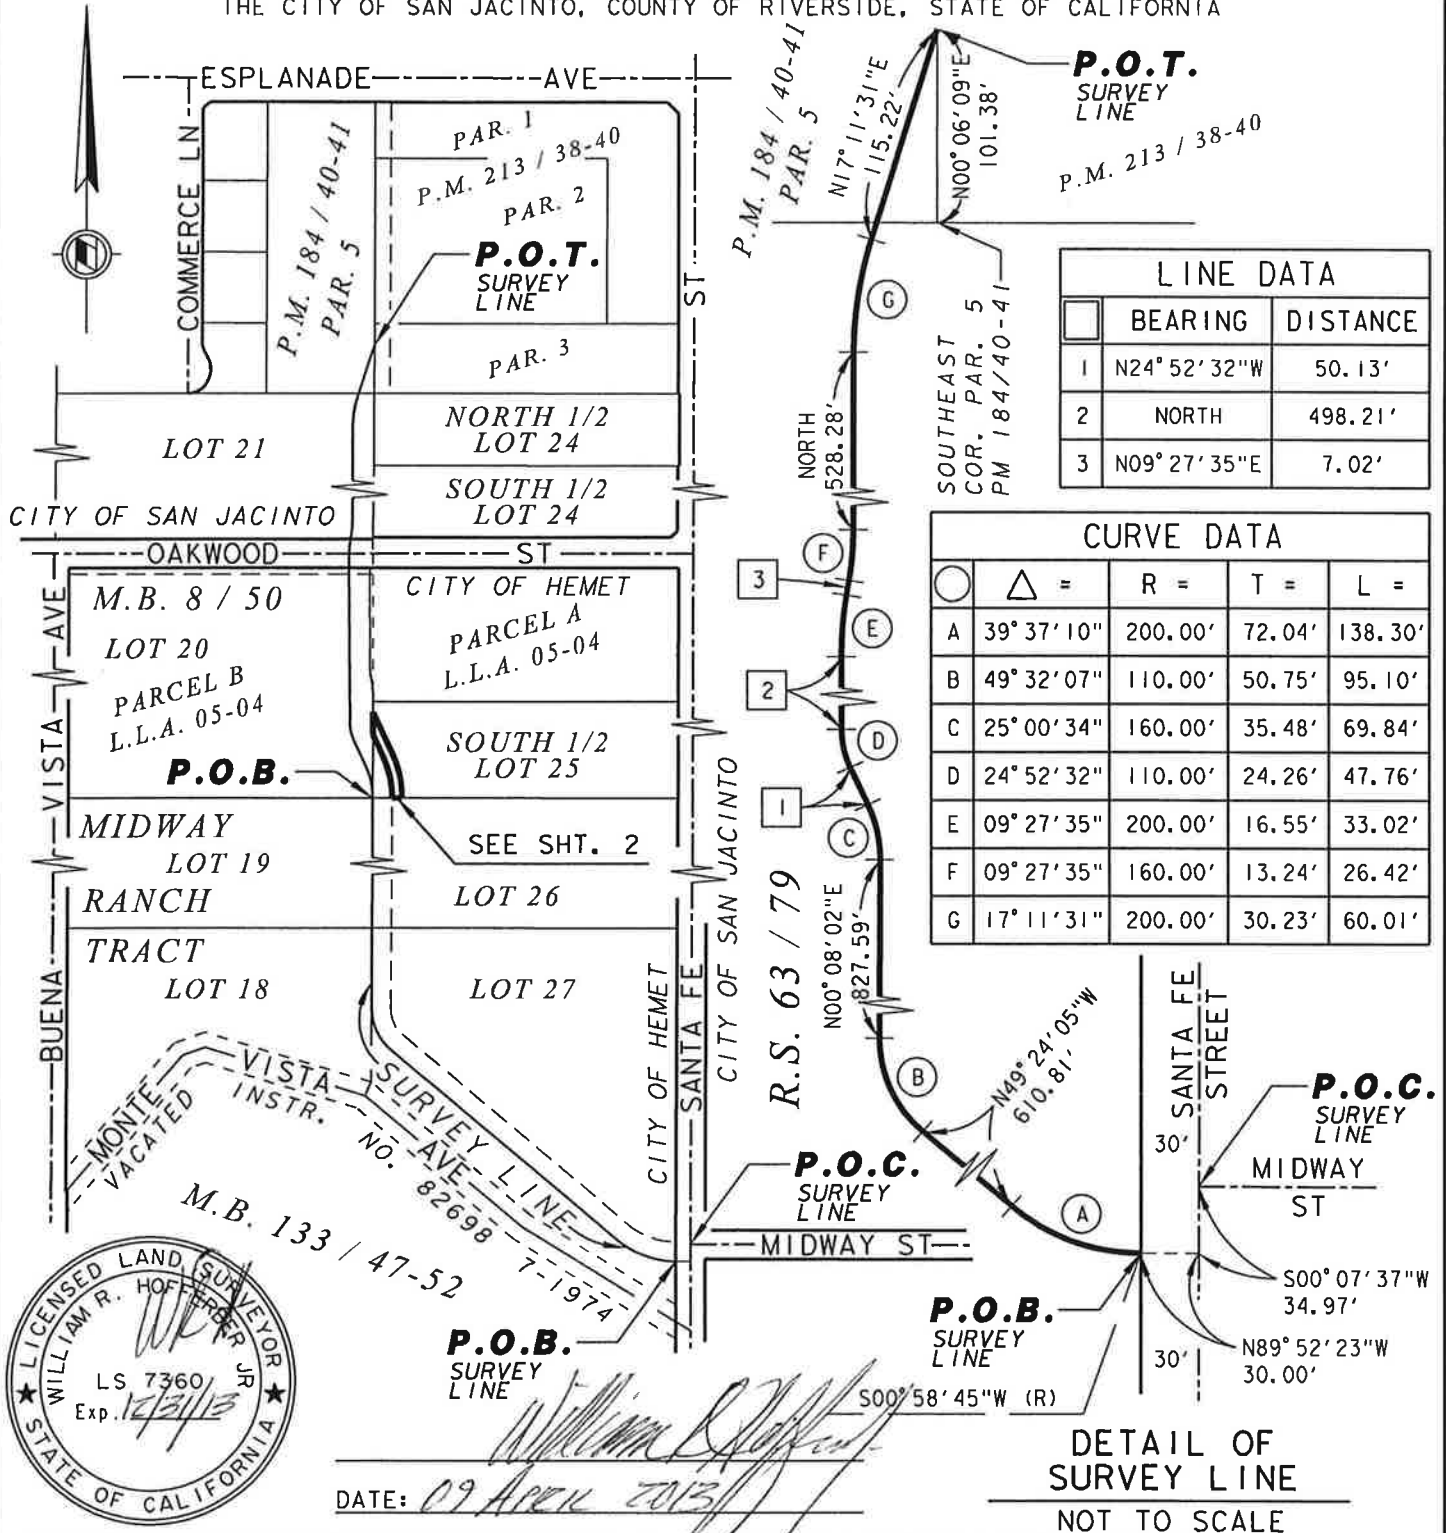 THE CITY OF SAN JACINTO, COUNTY OF RIVERSIDE, STATE OF CALIFORNIA
ESPLANADE AVE
COMMERCE LN
P.M. 184 / 40-41
PAR. 5
PAR. 1
P.M. 213 / 38-40
PAR. 2
P.O.T.
SURVEY
LINE
PAR. 3
ST
LOT 21
NORTH 1/2
LOT 24
SOUTH 1/2
LOT 24
CITY OF SAN JACINTO
OAKWOOD ST
M.B. 8 / 50
LOT 20
PARCEL B
L.L.A. 05-04
CITY OF HEMET
PARCEL A
L.L.A. 05-04
P.O.B.
SOUTH 1/2
LOT 25
SEE SHT. 2
MIDWAY
LOT 19
RANCH
LOT 26
TRACT
LOT 18
LOT 27
BUENA VISTA AVE
MONTE VISTA AVE
VACATED INSTR. NO. 82698 7-1974
SURVEY LINE
M.B. 133 / 47-52
CITY OF HEMET
SANTA FE
CITY OF SAN JACINTO
R.S. 63 / 79
P.O.C.
SURVEY
LINE
MIDWAY ST
P.O.B.
SURVEY
LINE
P.M. 184 / 40-41
PAR. 5
N17°11'31"E
115.22'
N00°06'09"E
101.38'
P.O.T.
SURVEY
LINE
P.M. 213 / 38-40
G
SOUTHEAST
COR. PAR. 5
PM 184/40-41
NORTH
528.28'
F
3
E
2
D
1
C
N00°08'02"E
827.59'
B
N49°24'05"W
610.81'
A
LINE DATA
BEARING DISTANCE
1 N24°52'32"W 50.13'
2 NORTH 498.21'
3 N09°27'35"E 7.02'
CURVE DATA
△ = R = T = L =
A 39°37'10" 200.00' 72.04' 138.30'
B 49°32'07" 110.00' 50.75' 95.10'
C 25°00'34" 160.00' 35.48' 69.84'
D 24°52'32" 110.00' 24.26' 47.76'
E 09°27'35" 200.00' 16.55' 33.02'
F 09°27'35" 160.00' 13.24' 26.42'
G 17°11'31" 200.00' 30.23' 60.01'
SANTA FE
STREET
30'
P.O.C.
SURVEY
LINE
MIDWAY
ST
S00°07'37"W
34.97'
N89°52'23"W
30.00'
30'
P.O.B.
SURVEY
LINE
S00°58'45"W (R)
DETAIL OF
SURVEY LINE
NOT TO SCALE
LICENSED LAND SURVEYOR
WILLIAM R. HOFFERBER JR
LS 7360
Exp. 12/31/13
STATE OF CALIFORNIA
DATE: 09 APRIL 2013